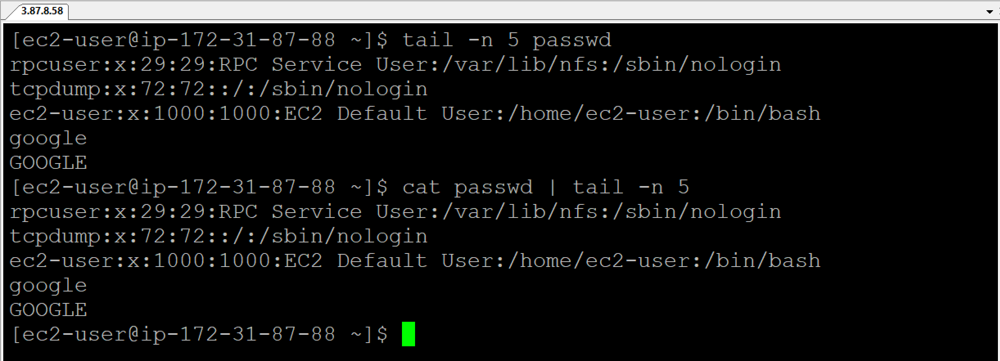 3.87.8.58
[ec2-user@ip-172-31-87-88 ~]$ tail -n 5 passwd
rpcuser:x:29:29:RPC Service User:/var/lib/nfs:/sbin/nologin
tcpdump:x:72:72::/:/sbin/nologin
ec2-user:x:1000:1000:EC2 Default User:/home/ec2-user:/bin/bash
google
GOOGLE
[ec2-user@ip-172-31-87-88 ~]$ cat passwd | tail -n 5
rpcuser:x:29:29:RPC Service User:/var/lib/nfs:/sbin/nologin
tcpdump:x:72:72::/:/sbin/nologin
ec2-user:x:1000:1000:EC2 Default User:/home/ec2-user:/bin/bash
google
GOOGLE
[ec2-user@ip-172-31-87-88 ~]$